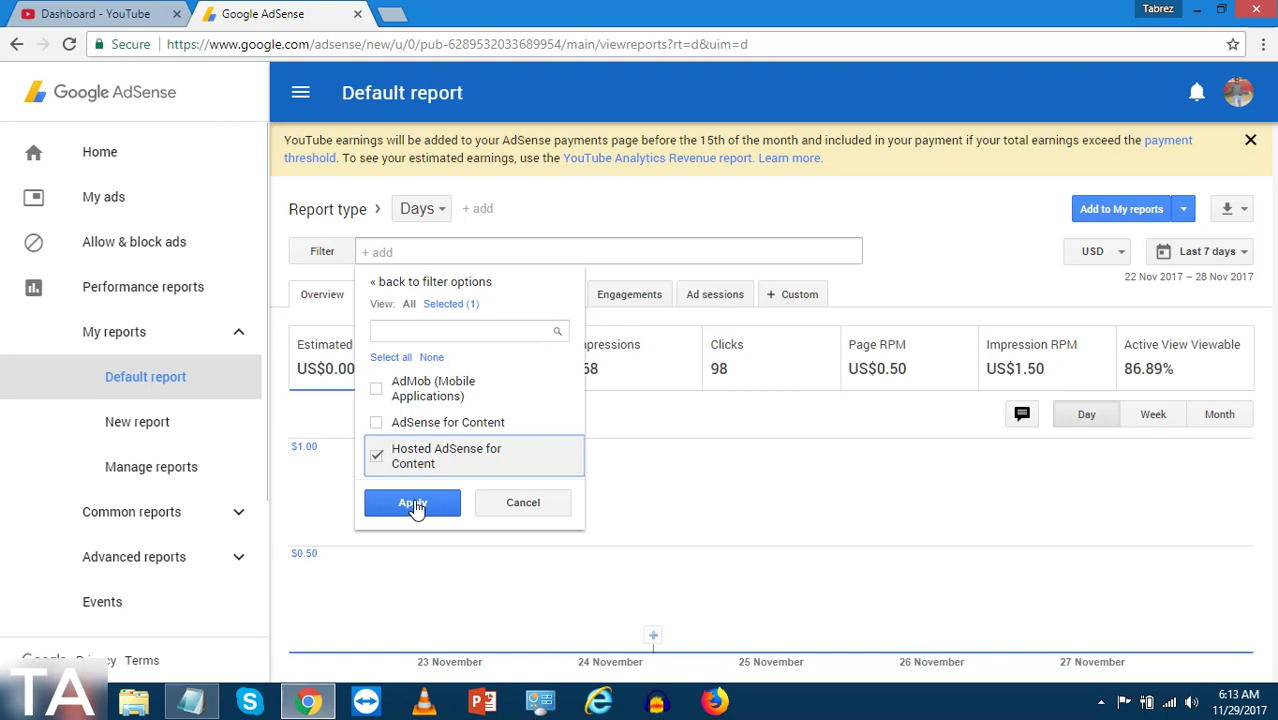 Dashboard - YouTube
Google AdSense
Tabrez
Secure
https://www.google.com/adsense/new/u/0/pub-6289532033689954/main/viewreports?rt=d&uim=d
Google AdSense
Default report
YouTube earnings will be added to your AdSense payments page before the 15th of the month and included in your payment if your total earnings exceed the payment
threshold. To see your estimated earnings, use the YouTube Analytics Revenue report. Learn more.
Home
My ads
Allow & block ads
Performance reports
My reports
Default report
New report
Manage reports
Common reports
Advanced reports
Events
Privacy Terms
Report type
Days
+ add
Add to My reports
Filter
+ add
USD
Last 7 days
22 Nov 2017 – 28 Nov 2017
« back to filter options
View: All Selected (1)
Select all None
AdMob (Mobile
Applications)
AdSense for Content
Hosted AdSense for
Content
Apply
Cancel
Overview
Engagements
Ad sessions
+ Custom
Estimated
US$0.00
Clicks
98
Page RPM
US$0.50
Impression RPM
US$1.50
Active View Viewable
86.89%
Day
Week
Month
$1.00
$0.50
23 November
24 November
25 November
26 November
27 November
TA
6:13 AM
11/29/2017